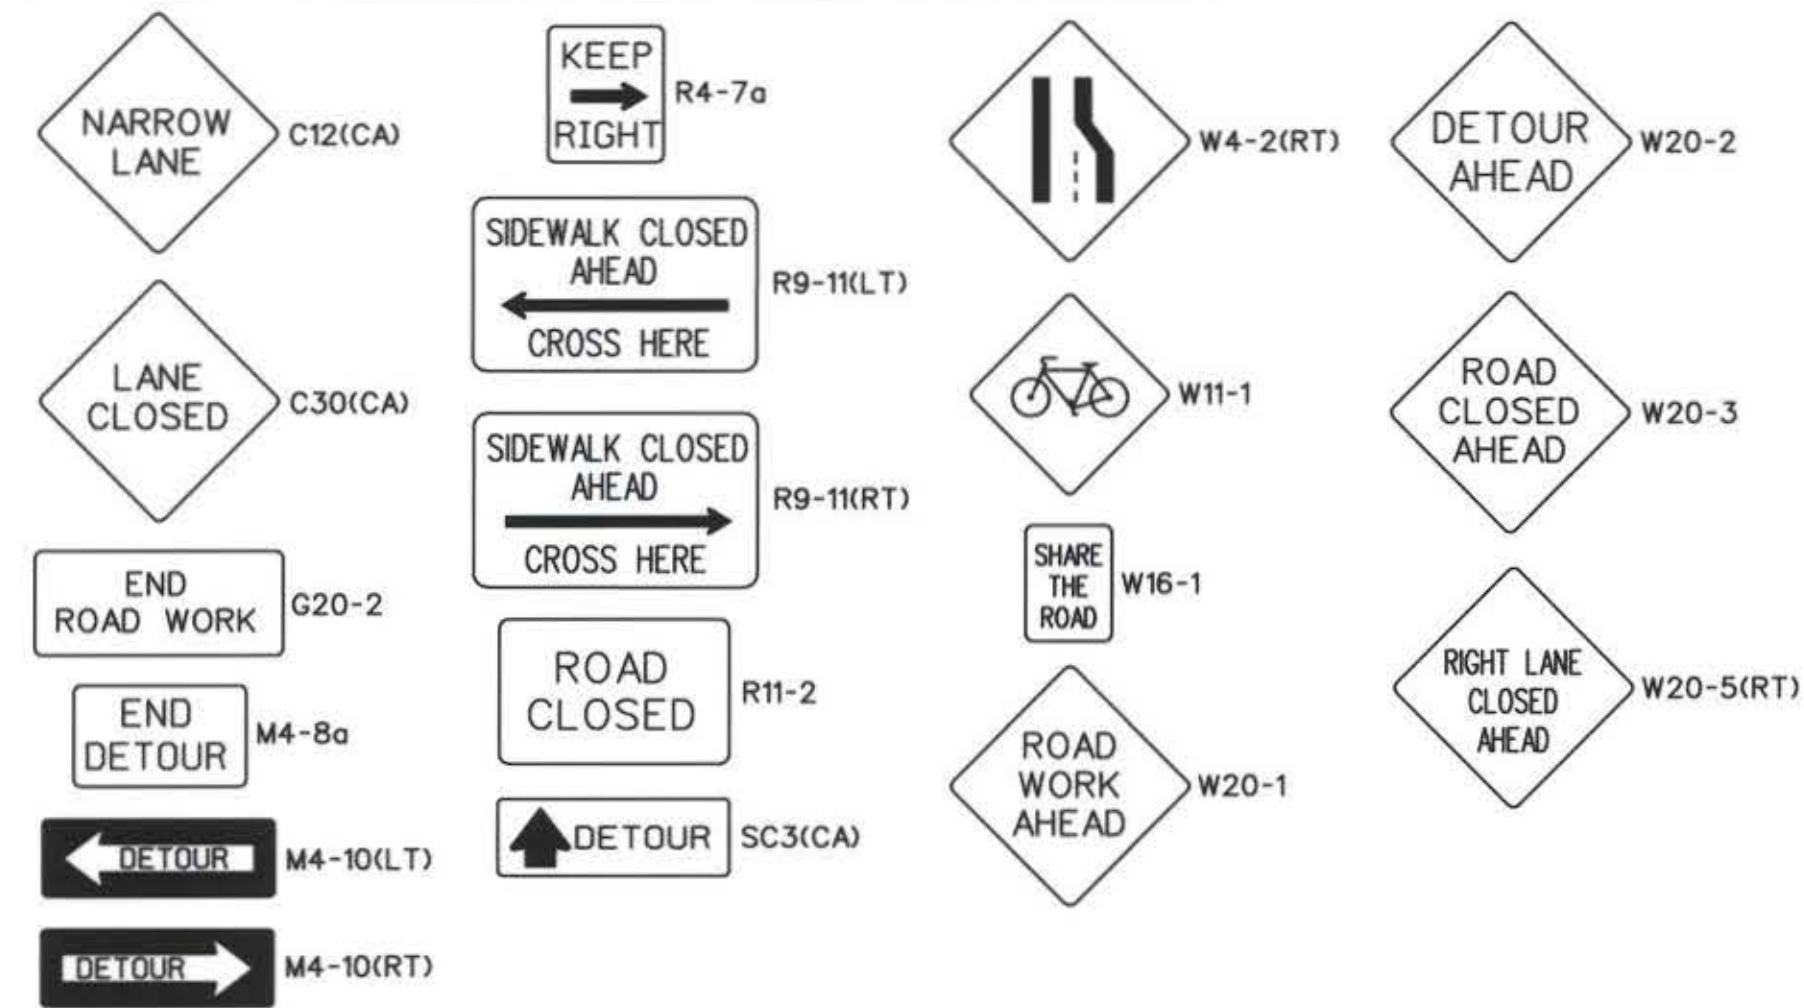 NARROW
LANE
C12(CA)
LANE
CLOSED
C30(CA)
END
ROAD WORK
G20-2
END
DETOUR
M4-8a
DETOUR
M4-10(LT)
DETOUR
M4-10(RT)
KEEP
RIGHT
R4-7a
SIDEWALK CLOSED
AHEAD
CROSS HERE
R9-11(LT)
SIDEWALK CLOSED
AHEAD
CROSS HERE
R9-11(RT)
ROAD
CLOSED
R11-2
DETOUR
SC3(CA)
W4-2(RT)
W11-1
SHARE
THE
ROAD
W16-1
ROAD
WORK
AHEAD
W20-1
DETOUR
AHEAD
W20-2
ROAD
CLOSED
AHEAD
W20-3
RIGHT LANE
CLOSED
AHEAD
W20-5(RT)